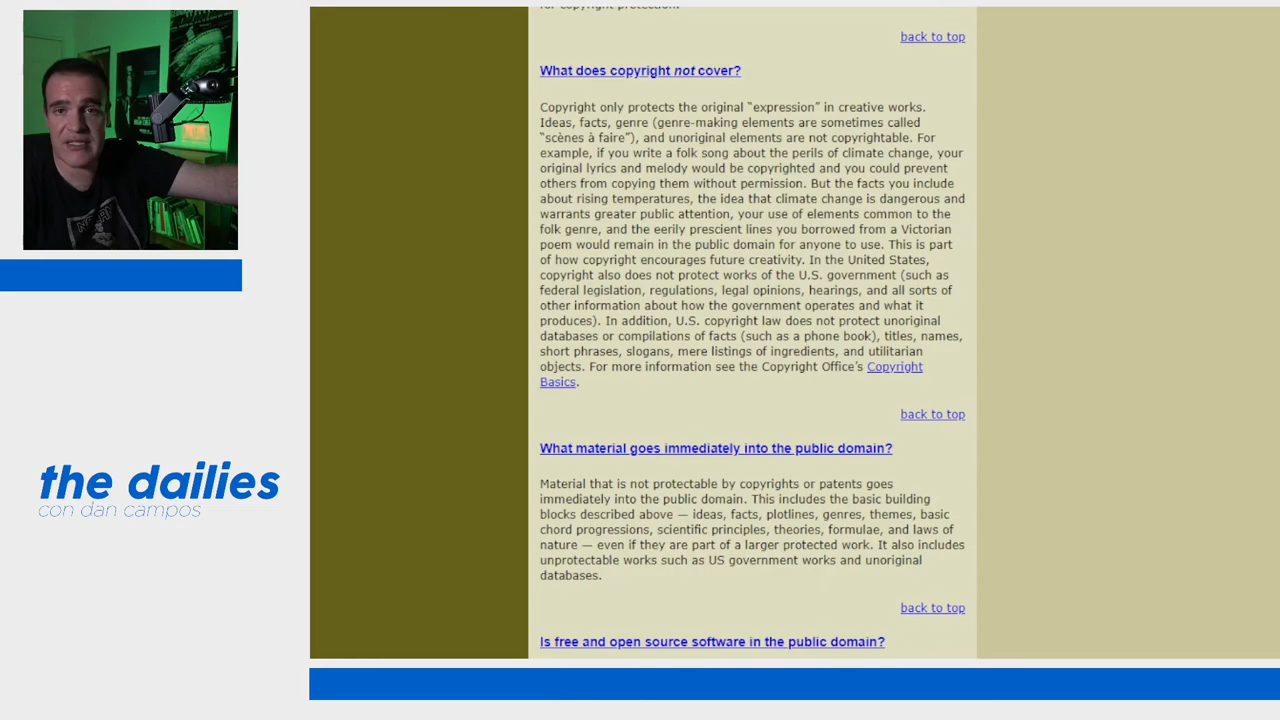 for copyright protection.
back to top
What does copyright not cover?
Copyright only protects the original “expression” in creative works.
Ideas, facts, genre (genre-making elements are sometimes called
“scènes à faire”), and unoriginal elements are not copyrightable. For
example, if you write a folk song about the perils of climate change, your
original lyrics and melody would be copyrighted and you could prevent
others from copying them without permission. But the facts you include
about rising temperatures, the idea that climate change is dangerous and
warrants greater public attention, your use of elements common to the
folk genre, and the eerily prescient lines you borrowed from a Victorian
poem would remain in the public domain for anyone to use. This is part
of how copyright encourages future creativity. In the United States,
copyright also does not protect works of the U.S. government (such as
federal legislation, regulations, legal opinions, hearings, and all sorts of
other information about how the government operates and what it
produces). In addition, U.S. copyright law does not protect unoriginal
databases or compilations of facts (such as a phone book), titles, names,
short phrases, slogans, mere listings of ingredients, and utilitarian
objects. For more information see the Copyright Office’s Copyright
Basics.
back to top
What material goes immediately into the public domain?
Material that is not protectable by copyrights or patents goes
immediately into the public domain. This includes the basic building
blocks described above — ideas, facts, plotlines, genres, themes, basic
chord progressions, scientific principles, theories, formulae, and laws of
nature — even if they are part of a larger protected work. It also includes
unprotectable works such as US government works and unoriginal
databases.
back to top
Is free and open source software in the public domain?
the dailies
con dan campos